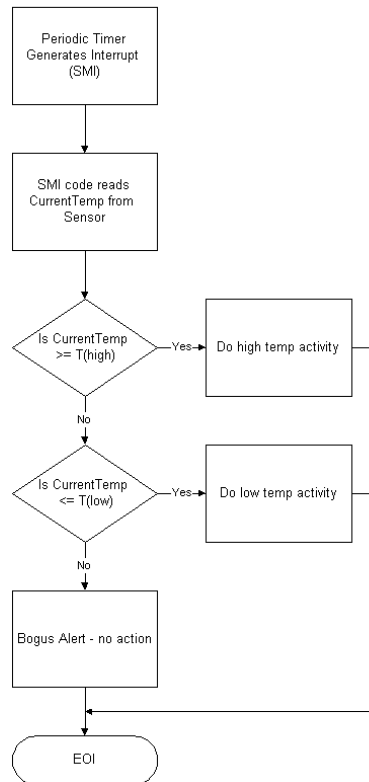 Periodic Timer
Generates Interrupt
(SMI)
SMI code reads
CurrentTemp from
Sensor
Is CurrentTemp
>= T(high)
Yes
Do high temp activity
No
Is CurrentTemp
<= T(low)
Yes
Do low temp activity
No
Bogus Alert - no action
EOI